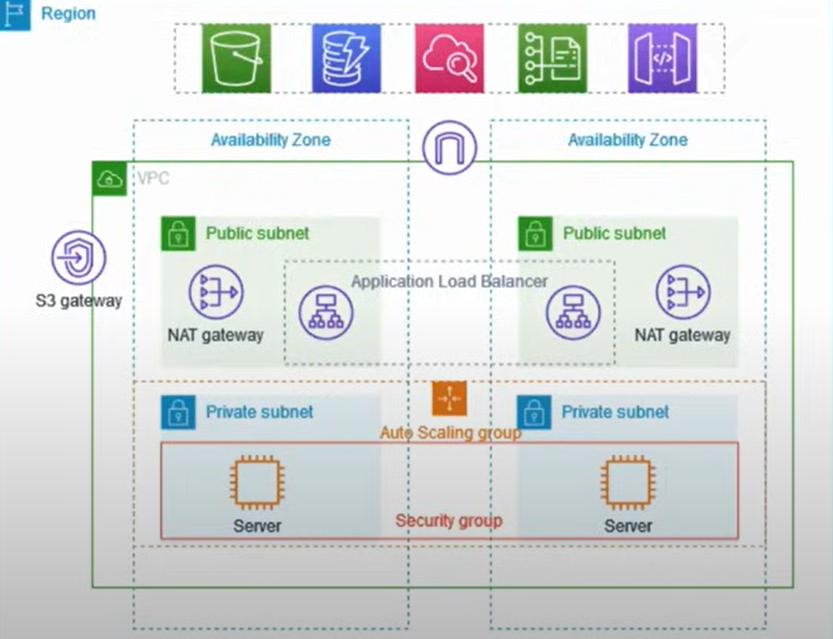 Region
Availability Zone
Availability Zone
VPC
Public subnet
Public subnet
Application Load Balancer
S3 gateway
NAT gateway
NAT gateway
Private subnet
Private subnet
Auto Scaling group
Security group
Server
Server